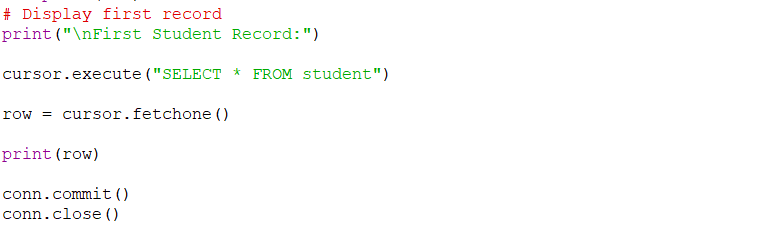 # Display first record
print("\nFirst Student Record:")
cursor.execute("SELECT * FROM student")
row = cursor.fetchone()
print(row)
conn.commit()
conn.close()